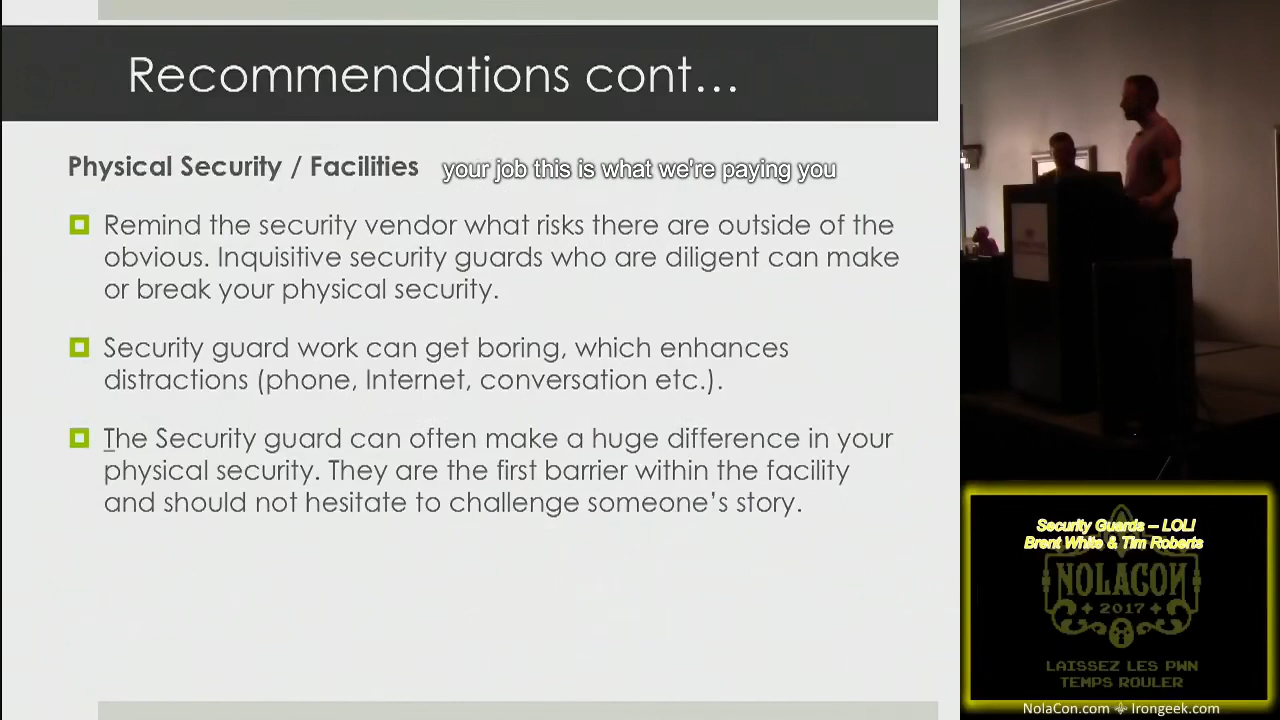 Recommendations cont...
Physical Security / Facilities
your job this is what we're paying you
Remind the security vendor what risks there are outside of the
obvious. Inquisitive security guards who are diligent can make
or break your physical security.
Security guard work can get boring, which enhances
distractions (phone, Internet, conversation etc.).
The Security guard can often make a huge difference in your
physical security. They are the first barrier within the facility
and should not hesitate to challenge someone's story.
Security Guards -- LOL!
Brent White & Tim Roberts
NOLACON
2017
LAISSEZ LES PWN
TEMPS ROULER
NolaCon.com Irongeek.com